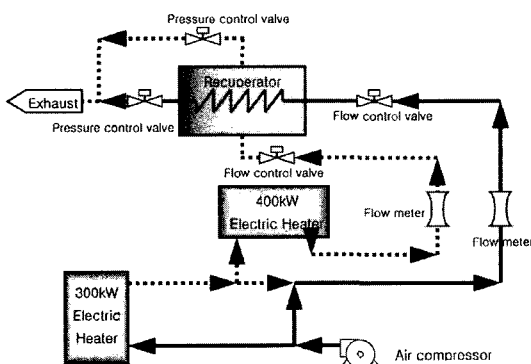 Pressure control valve
Recuperator
Exhaust
Pressure control valve
Flow control valve
Flow control valve
400kW
Electric Heater
Flow meter
Flow meter
300kW
Electric
Heater
Air compressor